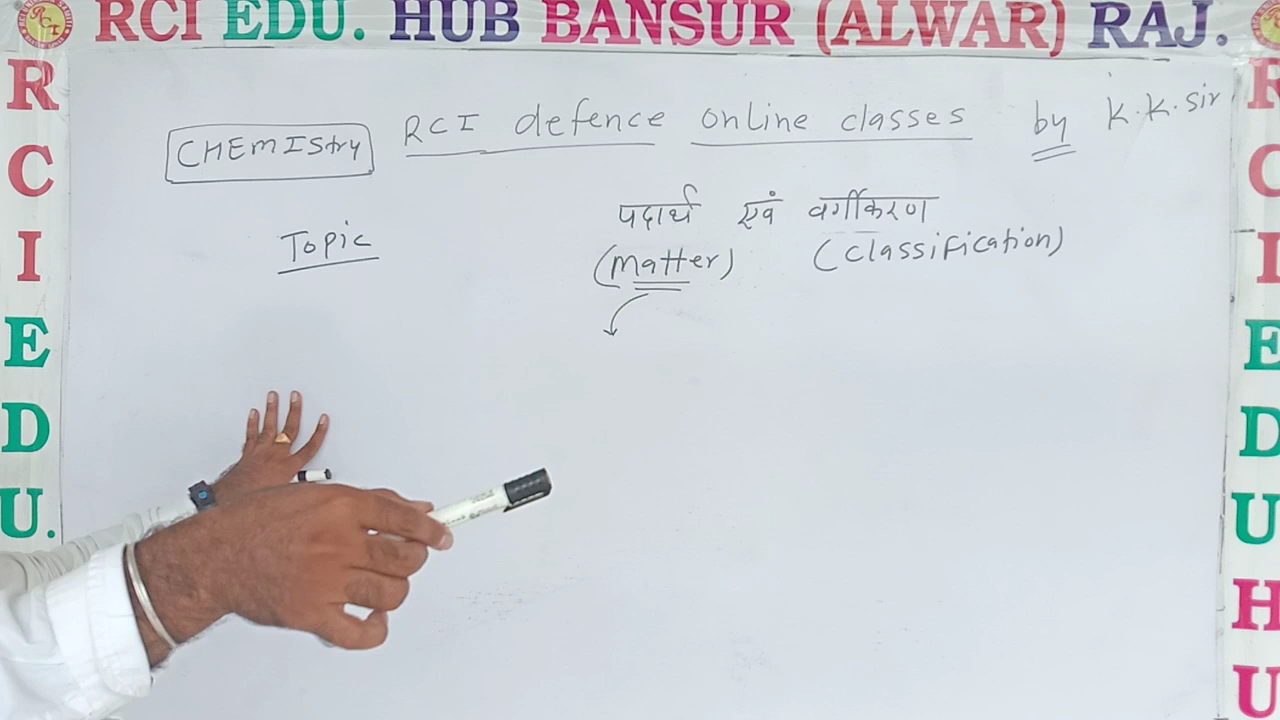 RCI EDU. HUB BANSUR (ALWAR) RAJ.
R
C
I
E
D
U.
CHEMIStry RCI defence online classes by K.K. Sir
Topic
पदार्थ एवं वर्गीकरण
(Matter) (Classification)
R
C
I
E
D
U
H
U